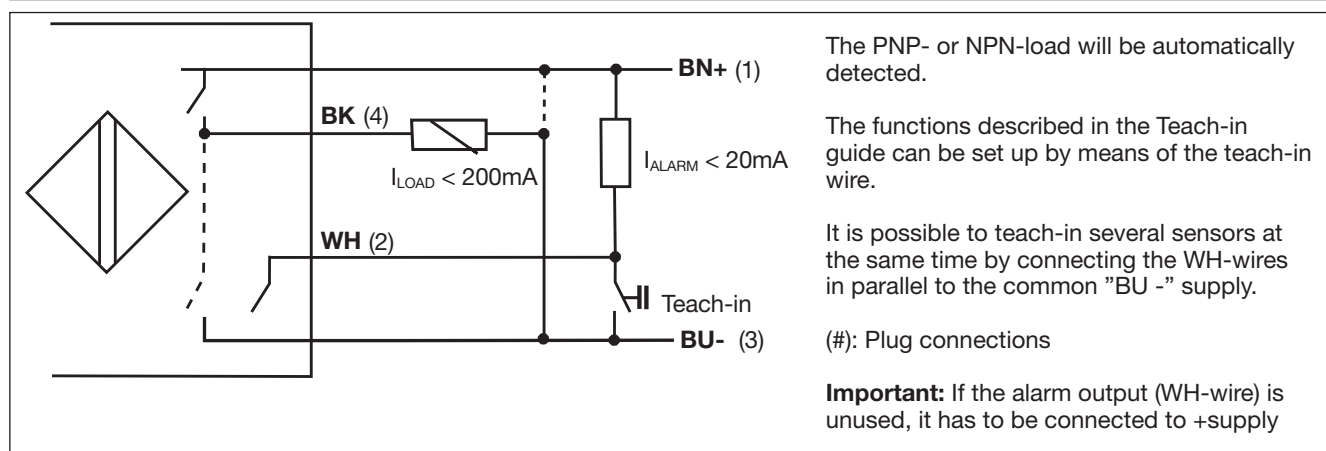 BN+ (1)
BK (4)
I_LOAD < 200mA
I_ALARM < 20mA
WH (2)
Teach-in
BU- (3)
The PNP- or NPN-load will be automatically
detected.
The functions described in the Teach-in
guide can be set up by means of the teach-in
wire.
It is possible to teach-in several sensors at
the same time by connecting the WH-wires
in parallel to the common ”BU -” supply.
(#): Plug connections
Important: If the alarm output (WH-wire) is
unused, it has to be connected to +supply